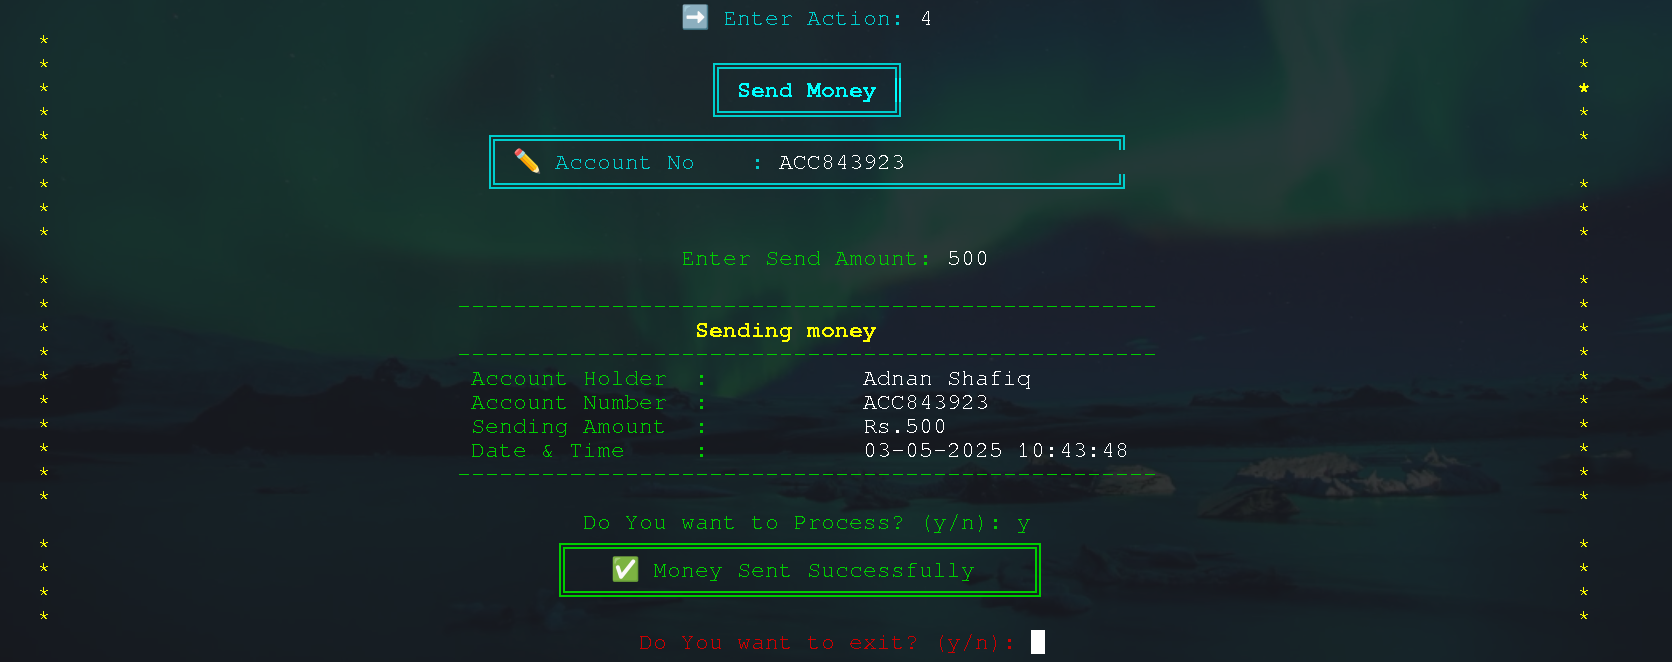 ➡️ Enter Action: 4
Send Money
✏️ Account No : ACC843923
Enter Send Amount: 500
--------------------------------------------------
Sending money
--------------------------------------------------
Account Holder : Adnan Shafiq
Account Number : ACC843923
Sending Amount : Rs.500
Date & Time : 03-05-2025 10:43:48
--------------------------------------------------
Do You want to Process? (y/n): y
✅ Money Sent Successfully
Do You want to exit? (y/n):